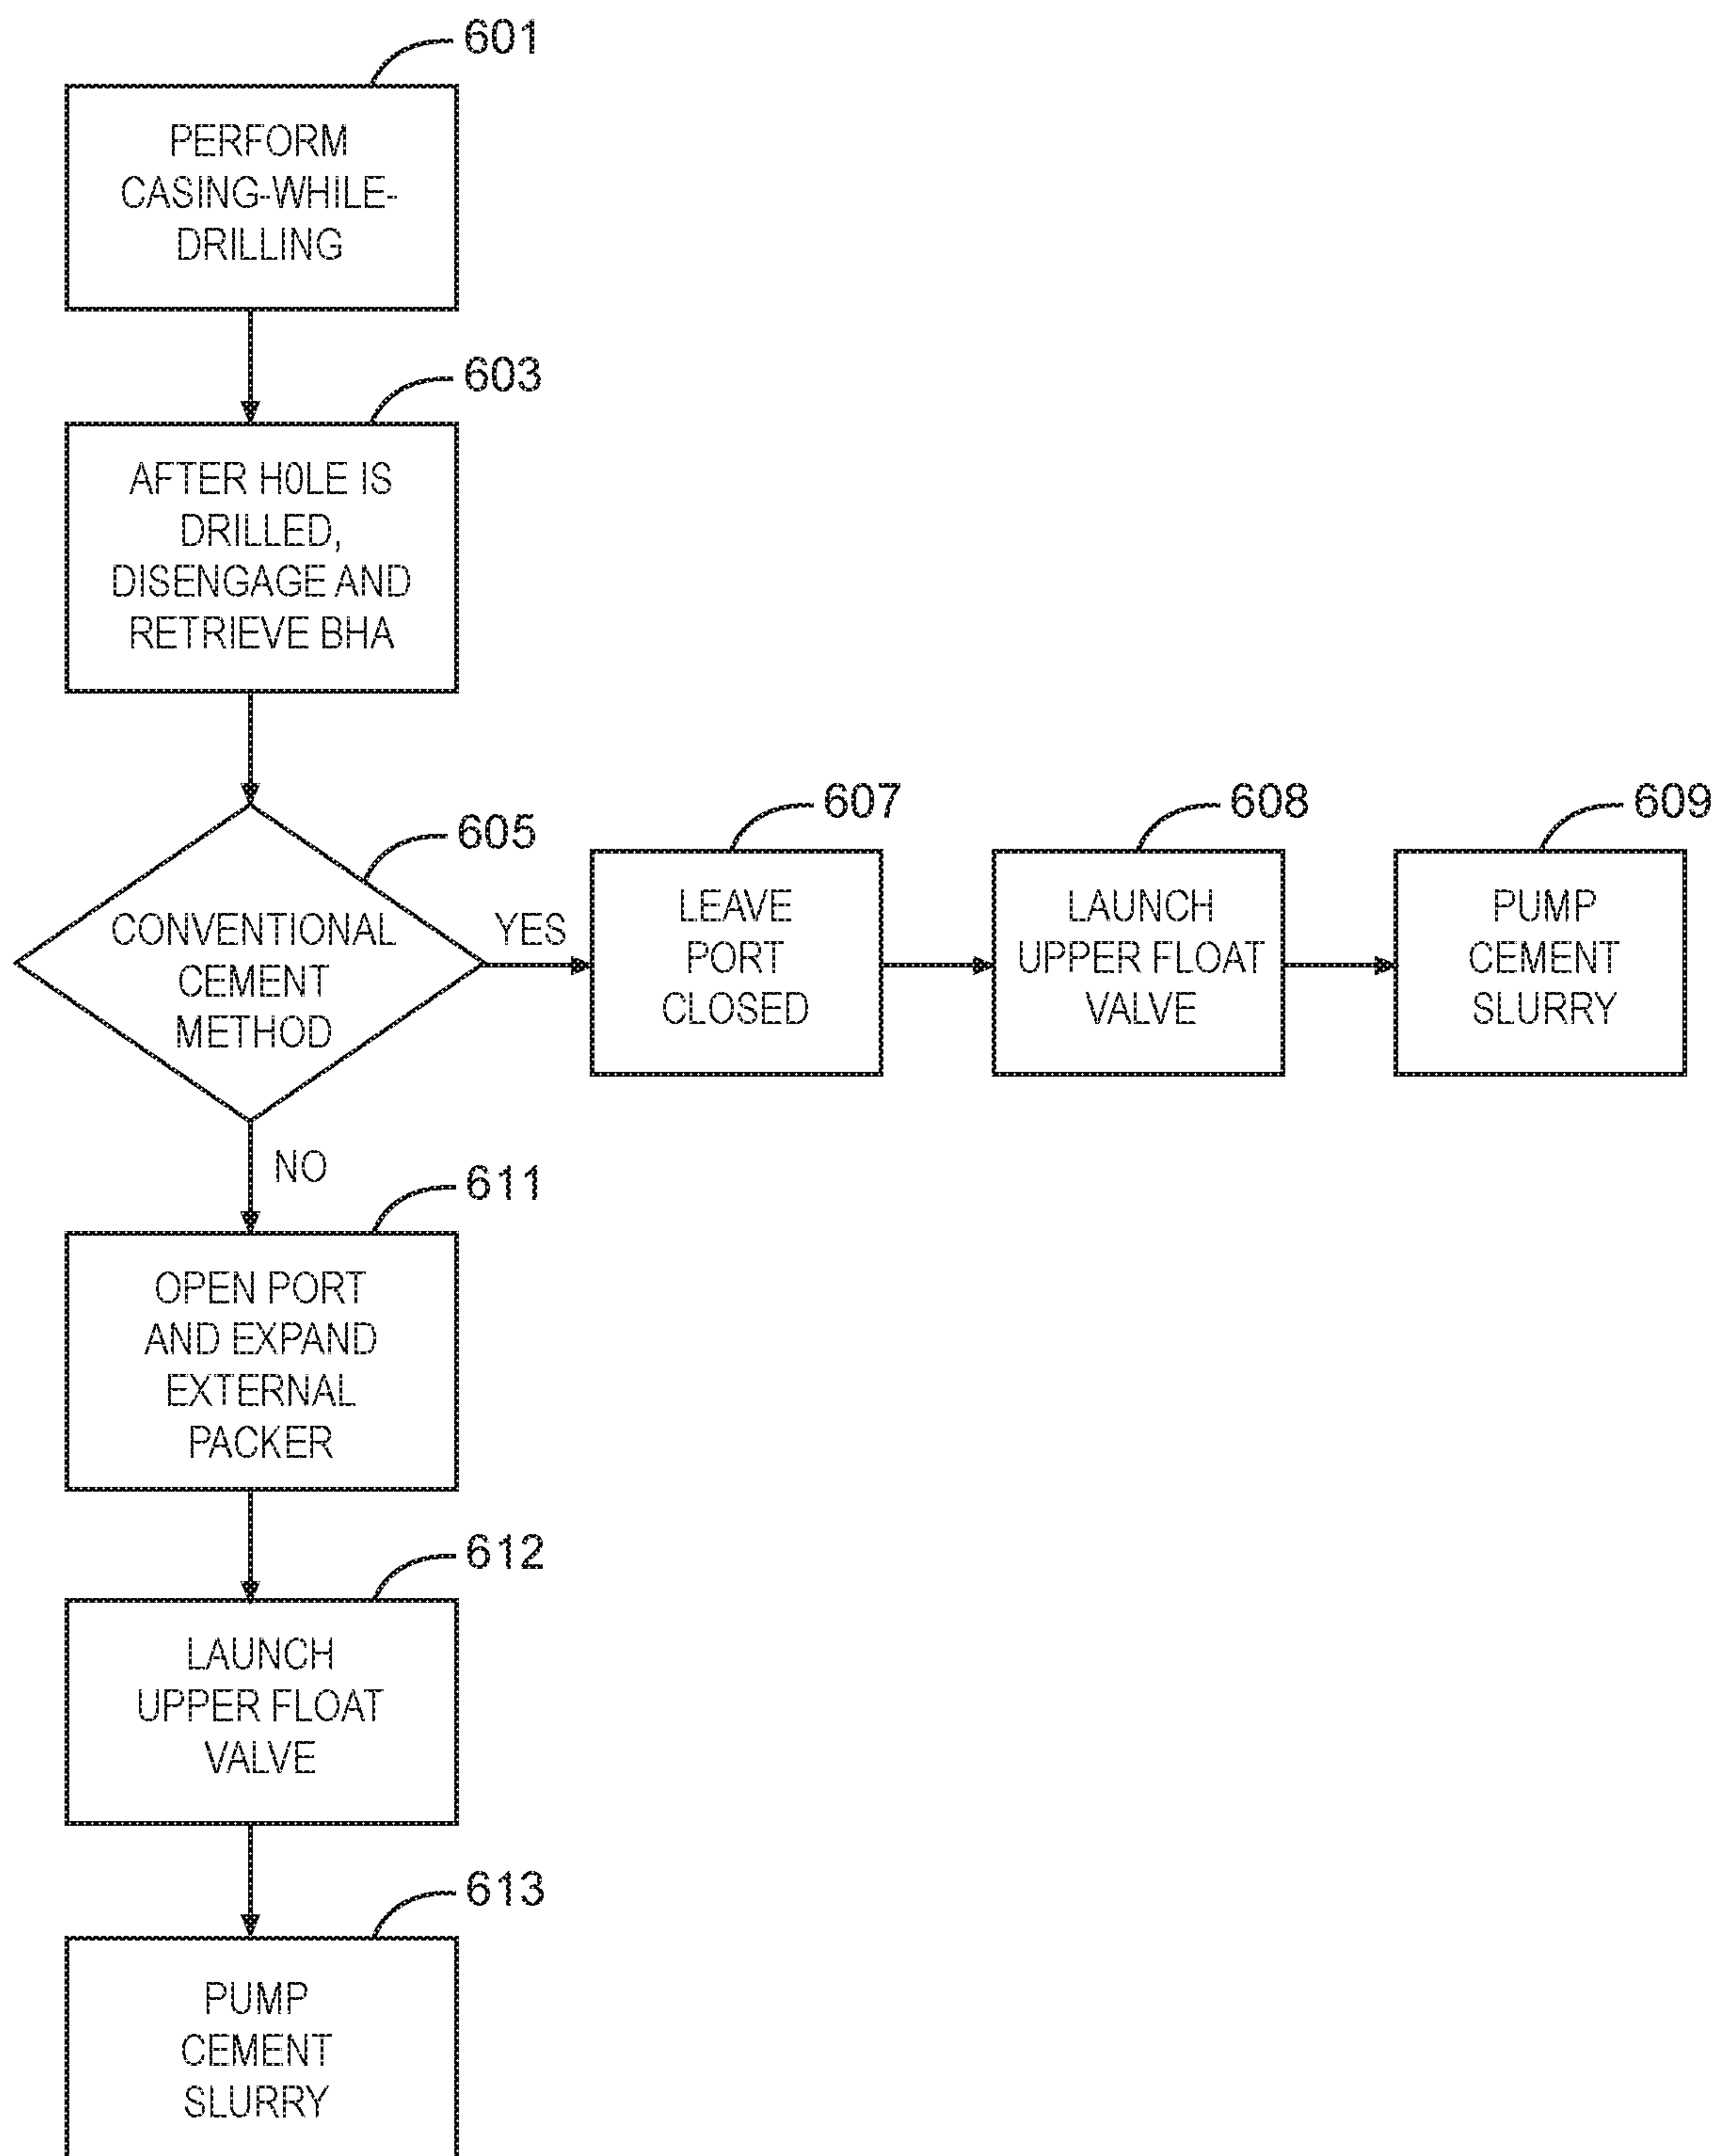 601
PERFORM
CASING-WHILE-
DRILLING
603
AFTER H0LE IS
DRILLED,
DISENGAGE AND
RETRIEVE BHA
605
CONVENTIONAL
CEMENT
METHOD
YES
607
LEAVE
PORT
CLOSED
608
LAUNCH
UPPER FLOAT
VALVE
609
PUMP
CEMENT
SLURRY
NO
611
OPEN PORT
AND EXPAND
EXTERNAL
PACKER
612
LAUNCH
UPPER FLOAT
VALVE
613
PUMP
CEMENT
SLURRY